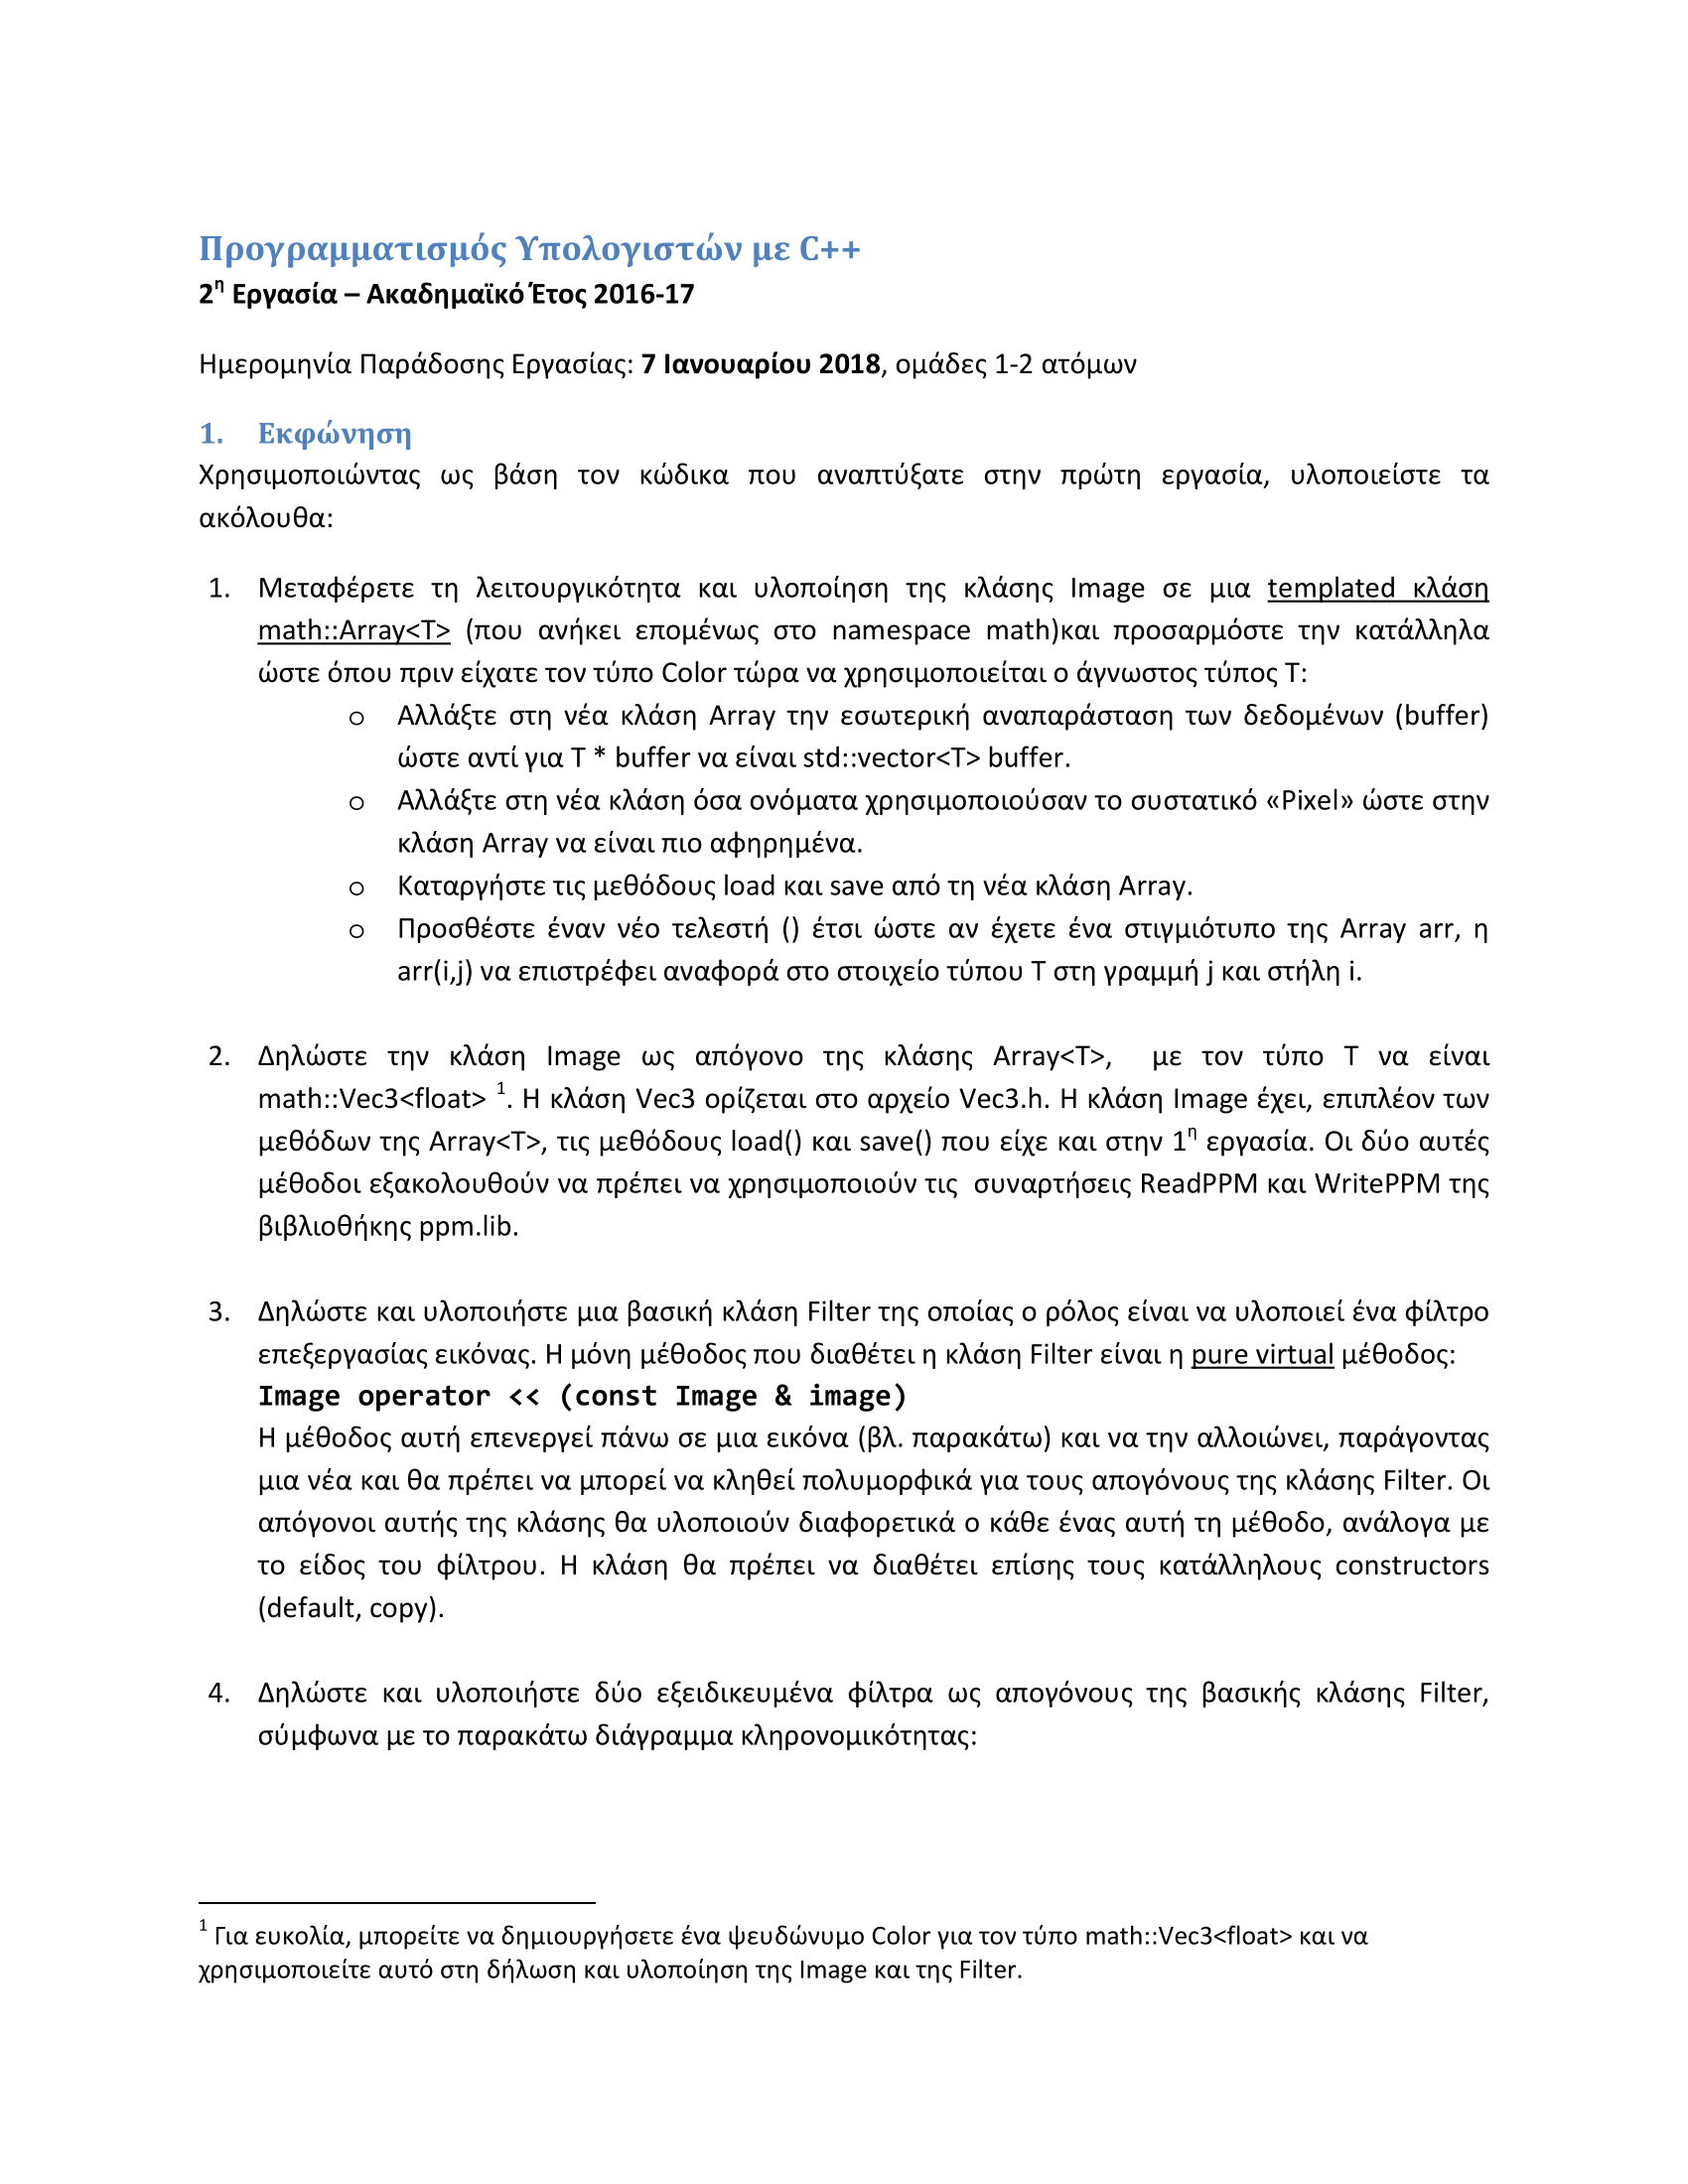 Προγραμματισμός Υπολογιστών με C++
2η Εργασία – Ακαδημαϊκό Έτος 2016-17
Ημερομηνία Παράδοσης Εργασίας: 7 Ιανουαρίου 2018, ομάδες 1-2 ατόμων
1. Εκφώνηση
Χρησιμοποιώντας ως βάση τον κώδικα που αναπτύξατε στην πρώτη εργασία, υλοποιείστε τα
ακόλουθα:
1. Μεταφέρετε τη λειτουργικότητα και υλοποίηση της κλάσης Image σε μια templated κλάση
math::Array<T> (που ανήκει επομένως στο namespace math)και προσαρμόστε την κατάλληλα
ώστε όπου πριν είχατε τον τύπο Color τώρα να χρησιμοποιείται ο άγνωστος τύπος T:
o Αλλάξτε στη νέα κλάση Array την εσωτερική αναπαράσταση των δεδομένων (buffer)
ώστε αντί για T * buffer να είναι std::vector<T> buffer.
o Αλλάξτε στη νέα κλάση όσα ονόματα χρησιμοποιούσαν το συστατικό «Pixel» ώστε στην
κλάση Array να είναι πιο αφηρημένα.
o Καταργήστε τις μεθόδους load και save από τη νέα κλάση Array.
o Προσθέστε έναν νέο τελεστή () έτσι ώστε αν έχετε ένα στιγμιότυπο της Array arr, η
arr(i,j) να επιστρέφει αναφορά στο στοιχείο τύπου T στη γραμμή j και στήλη i.
2. Δηλώστε την κλάση Image ως απόγονο της κλάσης Array<T>, με τον τύπο T να είναι
math::Vec3<float> 1. Η κλάση Vec3 ορίζεται στο αρχείο Vec3.h. Η κλάση Image έχει, επιπλέον των
μεθόδων της Array<T>, τις μεθόδους load() και save() που είχε και στην 1η εργασία. Οι δύο αυτές
μέθοδοι εξακολουθούν να πρέπει να χρησιμοποιούν τις συναρτήσεις ReadPPM και WritePPM της
βιβλιοθήκης ppm.lib.
3. Δηλώστε και υλοποιήστε μια βασική κλάση Filter της οποίας ο ρόλος είναι να υλοποιεί ένα φίλτρο
επεξεργασίας εικόνας. Η μόνη μέθοδος που διαθέτει η κλάση Filter είναι η pure virtual μέθοδος:
Image operator << (const Image & image)
Η μέθοδος αυτή επενεργεί πάνω σε μια εικόνα (βλ. παρακάτω) και να την αλλοιώνει, παράγοντας
μια νέα και θα πρέπει να μπορεί να κληθεί πολυμορφικά για τους απογόνους της κλάσης Filter. Οι
απόγονοι αυτής της κλάσης θα υλοποιούν διαφορετικά ο κάθε ένας αυτή τη μέθοδο, ανάλογα με
το είδος του φίλτρου. Η κλάση θα πρέπει να διαθέτει επίσης τους κατάλληλους constructors
(default, copy).
4. Δηλώστε και υλοποιήστε δύο εξειδικευμένα φίλτρα ως απογόνους της βασικής κλάσης Filter,
σύμφωνα με το παρακάτω διάγραμμα κληρονομικότητας:
1 Για ευκολία, μπορείτε να δημιουργήσετε ένα ψευδώνυμο Color για τον τύπο math::Vec3<float> και να
χρησιμοποιείτε αυτό στη δήλωση και υλοποίηση της Image και της Filter.